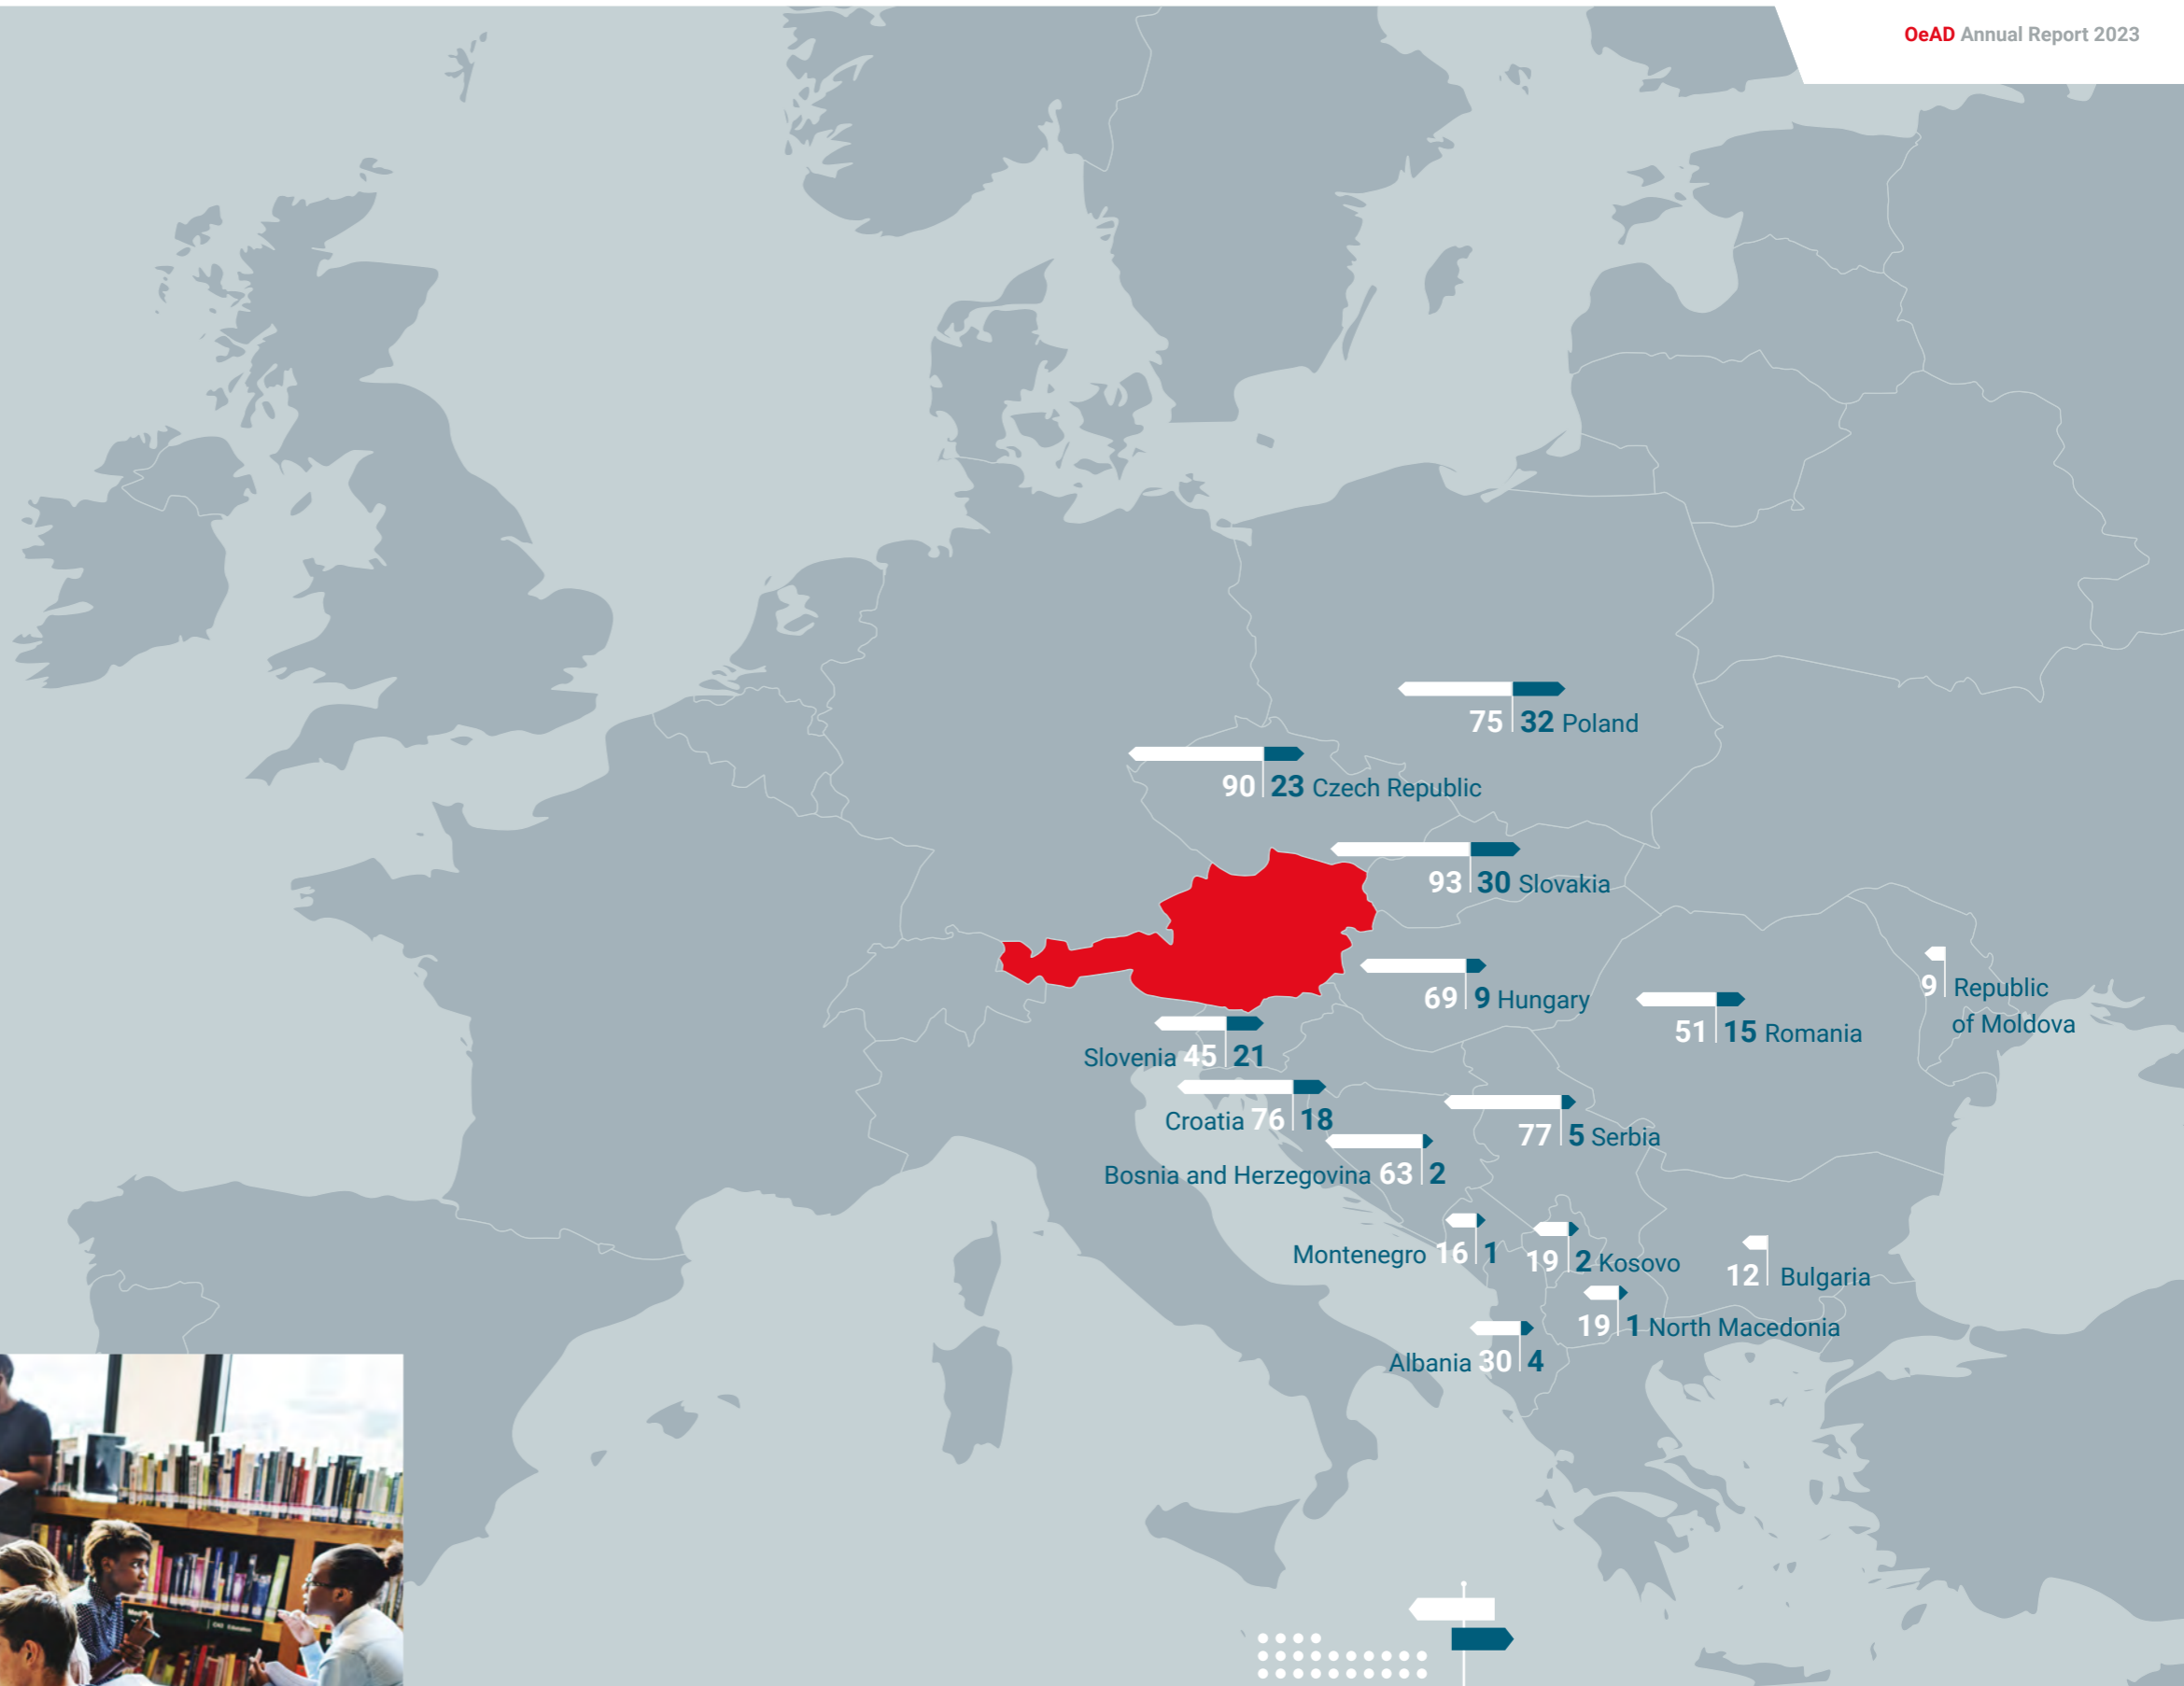 OeAD Annual Report 2023
75 32 Poland
90 23 Czech Republic
93 30 Slovakia
69 9 Hungary
9 Republic
of Moldova
51 15 Romania
Slovenia 45 21
Croatia 76 18
77 5 Serbia
Bosnia and Herzegovina 63 2
Montenegro 16 1
19 2 Kosovo
12 Bulgaria
19 1 North Macedonia
Albania 30 4